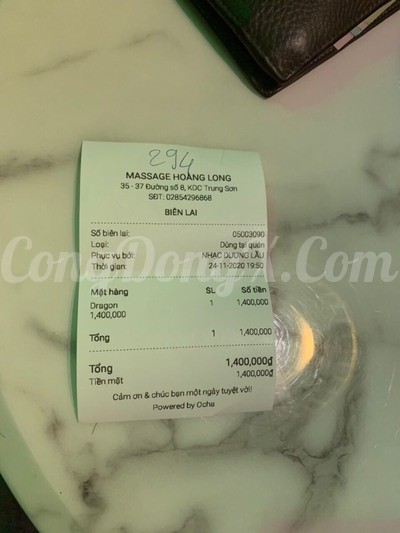 294
MASSAGE HOÀNG LONG
35 - 37 Đường số 8, KDC Trung Sơn
SĐT: 02854296868
BIÊN LAI
Số biên lai: 05003090
Loại: Dùng tại quán
Phục vụ bởi: NHẠC DƯƠNG LẦU
Thời gian: 24-11-2020 19:50
CongDongX.Com
Mặt hàng SL Số tiền
Dragon 1 1,400,000
1,400,000
Tổng 1 1,400,000
Tổng 1,400,000₫
Tiền mặt 1,400,000₫
Cảm ơn & chúc bạn một ngày tuyệt vời!
Powered by Ocha